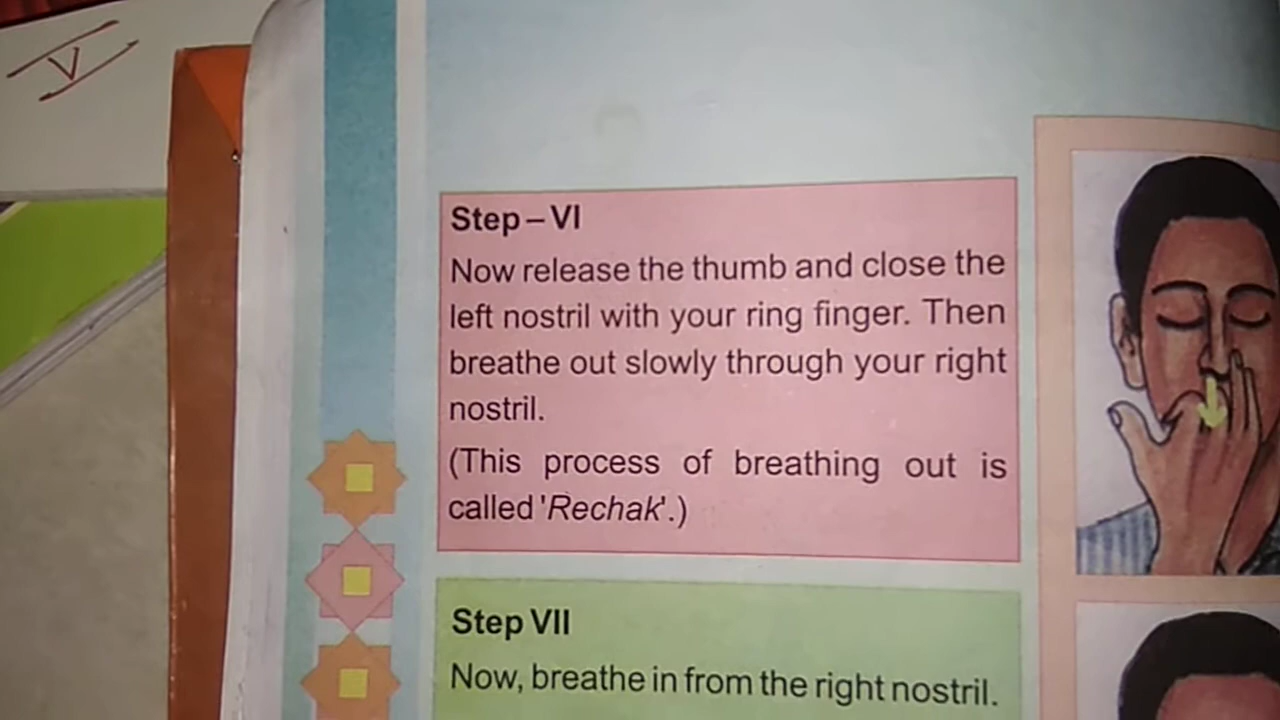 V
Step – VI
Now release the thumb and close the
left nostril with your ring finger. Then
breathe out slowly through your right
nostril.
(This process of breathing out is
called 'Rechak'.)
Step VII
Now, breathe in from the right nostril.